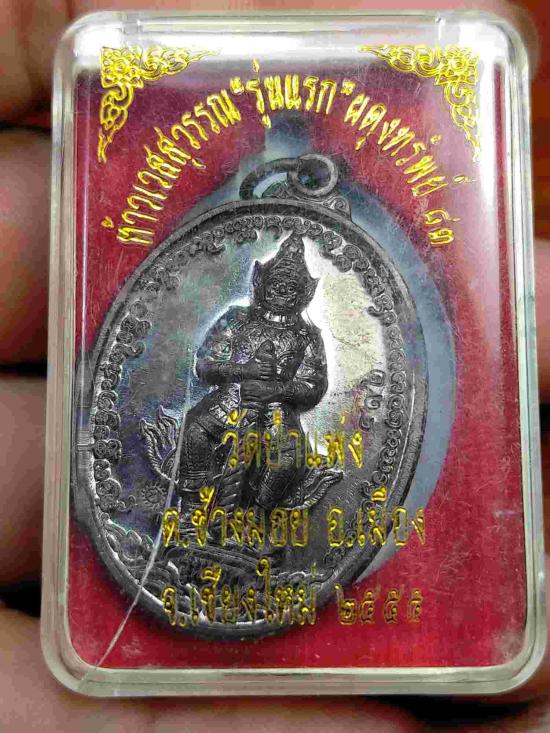 ท้าวเวสสุวรรณ"รุ่นแรก"ผดุงทรัพย์ ๘๓
วัดป่าแพ่ง
ต.ช้างมอย อ.เมือง
จ.เชียงใหม่ ๒๕๕๕